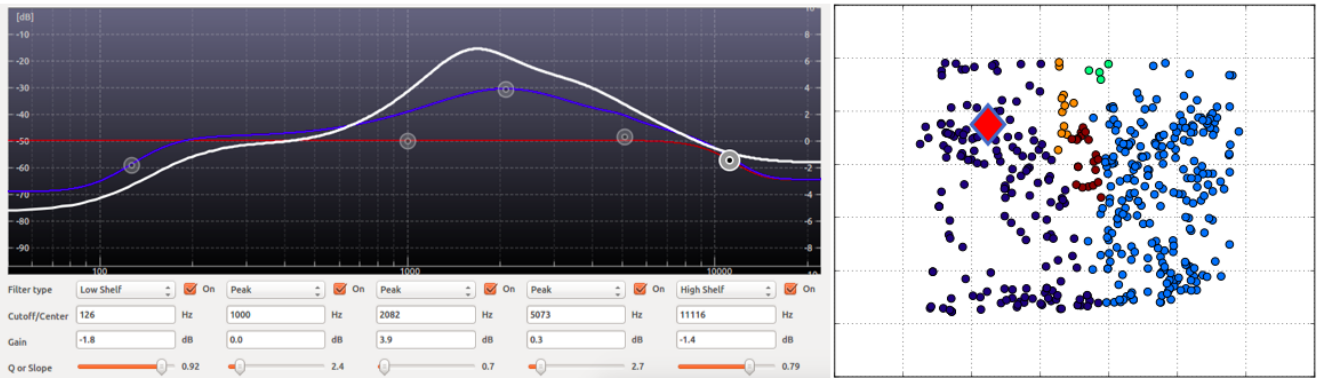 [dB]
10
-10 8
-20 6
-30 4
-40 2
-50 0
-60 -2
-70 -4
-80 -6
-90 -8
100 1000 10000
Filter type Low Shelf On Peak On Peak On Peak On High Shelf On
Cutoff/Center 126 Hz 1000 Hz 2082 Hz 5073 Hz 11116 Hz
Gain -1.8 dB 0.0 dB 3.9 dB 0.3 dB -1.4 dB
Q or Slope 0.92 2.4 0.7 2.7 0.79